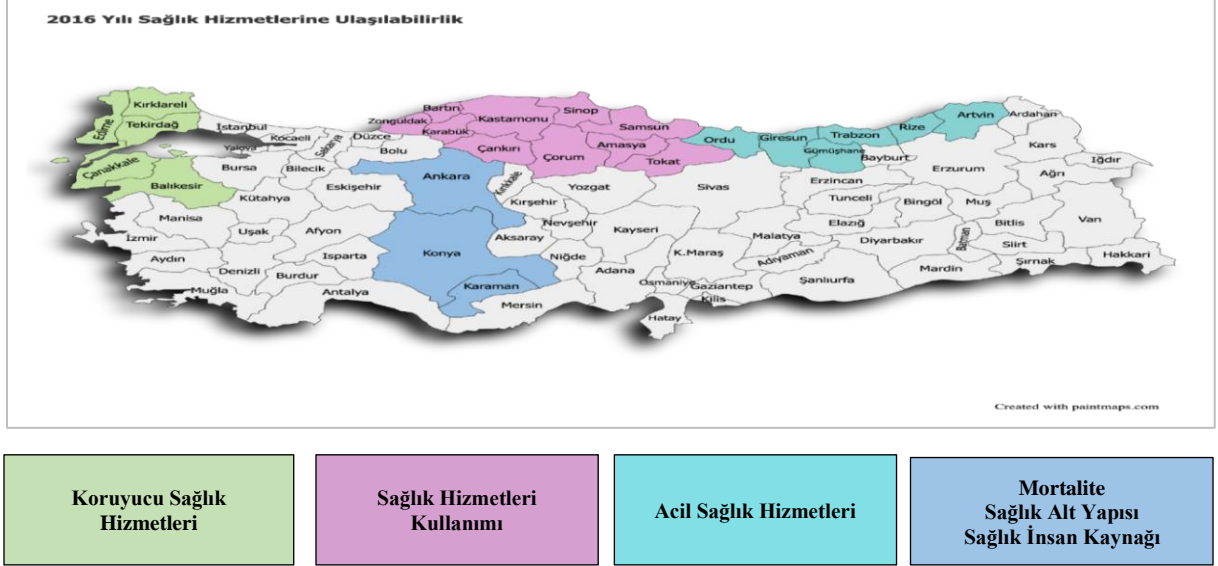 2016 Yılı Sağlık Hizmetlerine Ulaşılabilirlik
Kırklareli
Edirne
Tekirdağ
İstanbul
Kocaeli
Yalova
Sakarya
Düzce
Bolu
Zonguldak
Bartın
Karabük
Kastamonu
Sinop
Samsun
Çankırı
Çorum
Amasya
Tokat
Ordu
Giresun
Trabzon
Rize
Artvin
Ardahan
Gümüşhane
Bayburt
Kars
Iğdır
Ağrı
Erzurum
Çanakkale
Balıkesir
Bursa
Bilecik
Eskişehir
Kütahya
Ankara
Kırıkkale
Kırşehir
Yozgat
Sivas
Erzincan
Tunceli
Bingöl
Muş
Van
Bitlis
Manisa
Uşak
Afyon
İzmir
Aydın
Denizli
Isparta
Burdur
Muğla
Antalya
Konya
Karaman
Aksaray
Nevşehir
Niğde
Kayseri
Mersin
Adana
K.Maraş
Malatya
Elazığ
Diyarbakır
Batman
Siirt
Şırnak
Hakkari
Mardin
Adıyaman
Şanlıurfa
Osmaniye
Gaziantep
Kilis
Hatay
Created with paintmaps.com
Koruyucu Sağlık
Hizmetleri
Sağlık Hizmetleri
Kullanımı
Acil Sağlık Hizmetleri
Mortalite
Sağlık Alt Yapısı
Sağlık İnsan Kaynağı